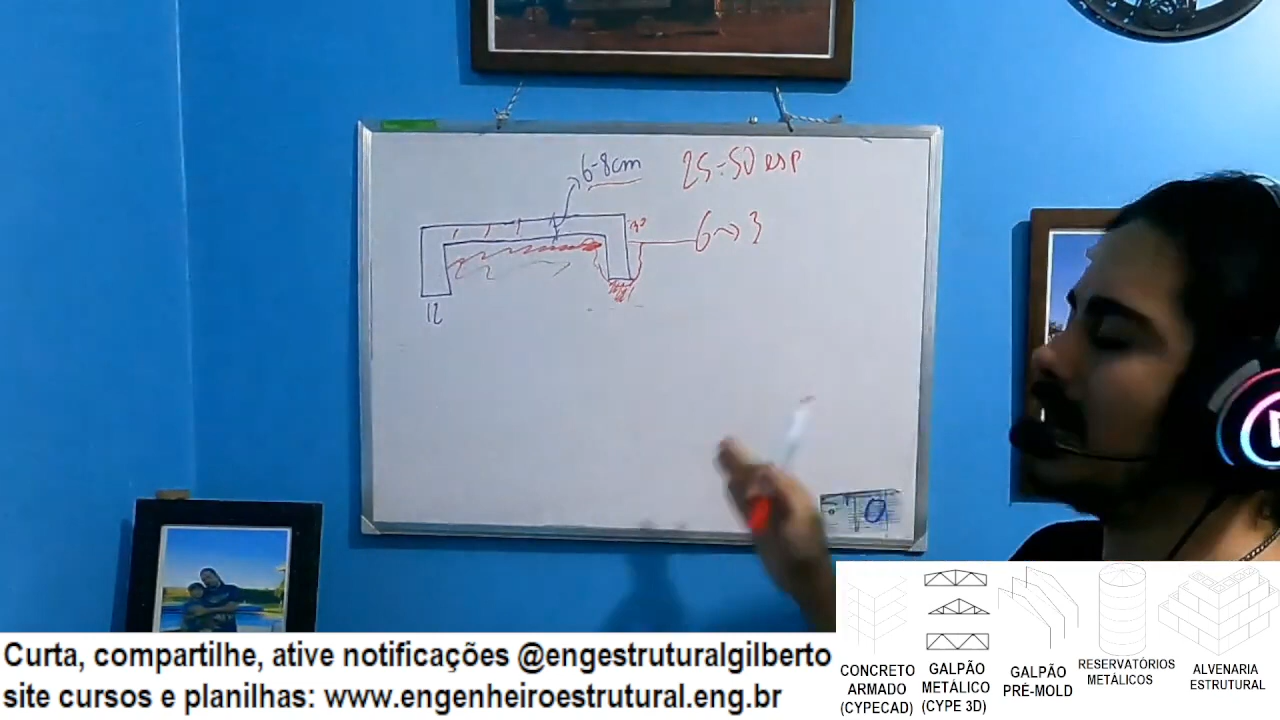 6-8cm
25-50 esp
6 ~> 3
12
Curta, compartilhe, ative notificações @engestruturalgilberto
site cursos e planilhas: www.engenheiroestrutural.eng.br
CONCRETO
ARMADO
(CYPECAD)
GALPÃO
METÁLICO
(CYPE 3D)
GALPÃO
PRÉ-MOLD
RESERVATÓRIOS
METÁLICOS
ALVENARIA
ESTRUTURAL